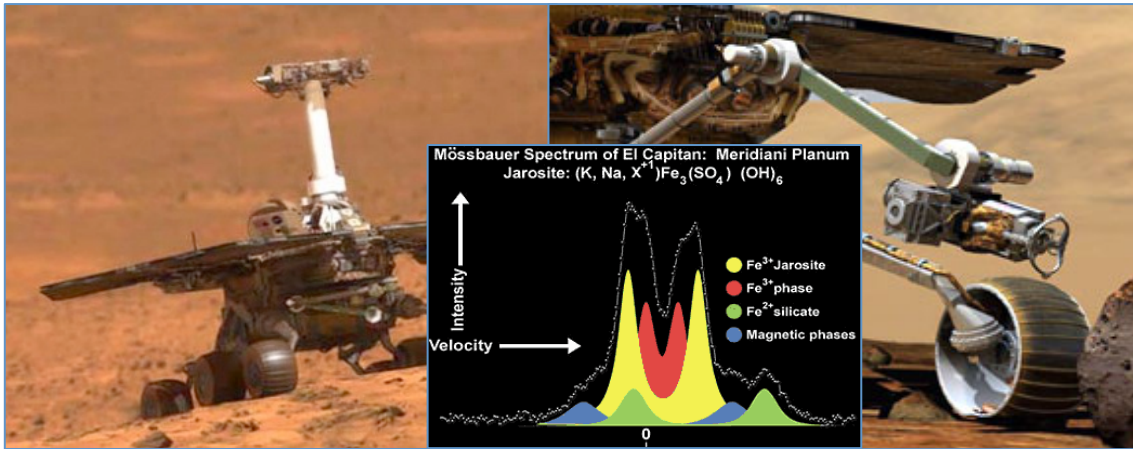 Mössbauer Spectrum of El Capitan: Meridiani Planum
Jarosite: (K, Na, X⁺¹)Fe₃(SO₄) (OH)₆
Intensity
Velocity
Fe³⁺Jarosite
Fe³⁺phase
Fe²⁺silicate
Magnetic phases
0